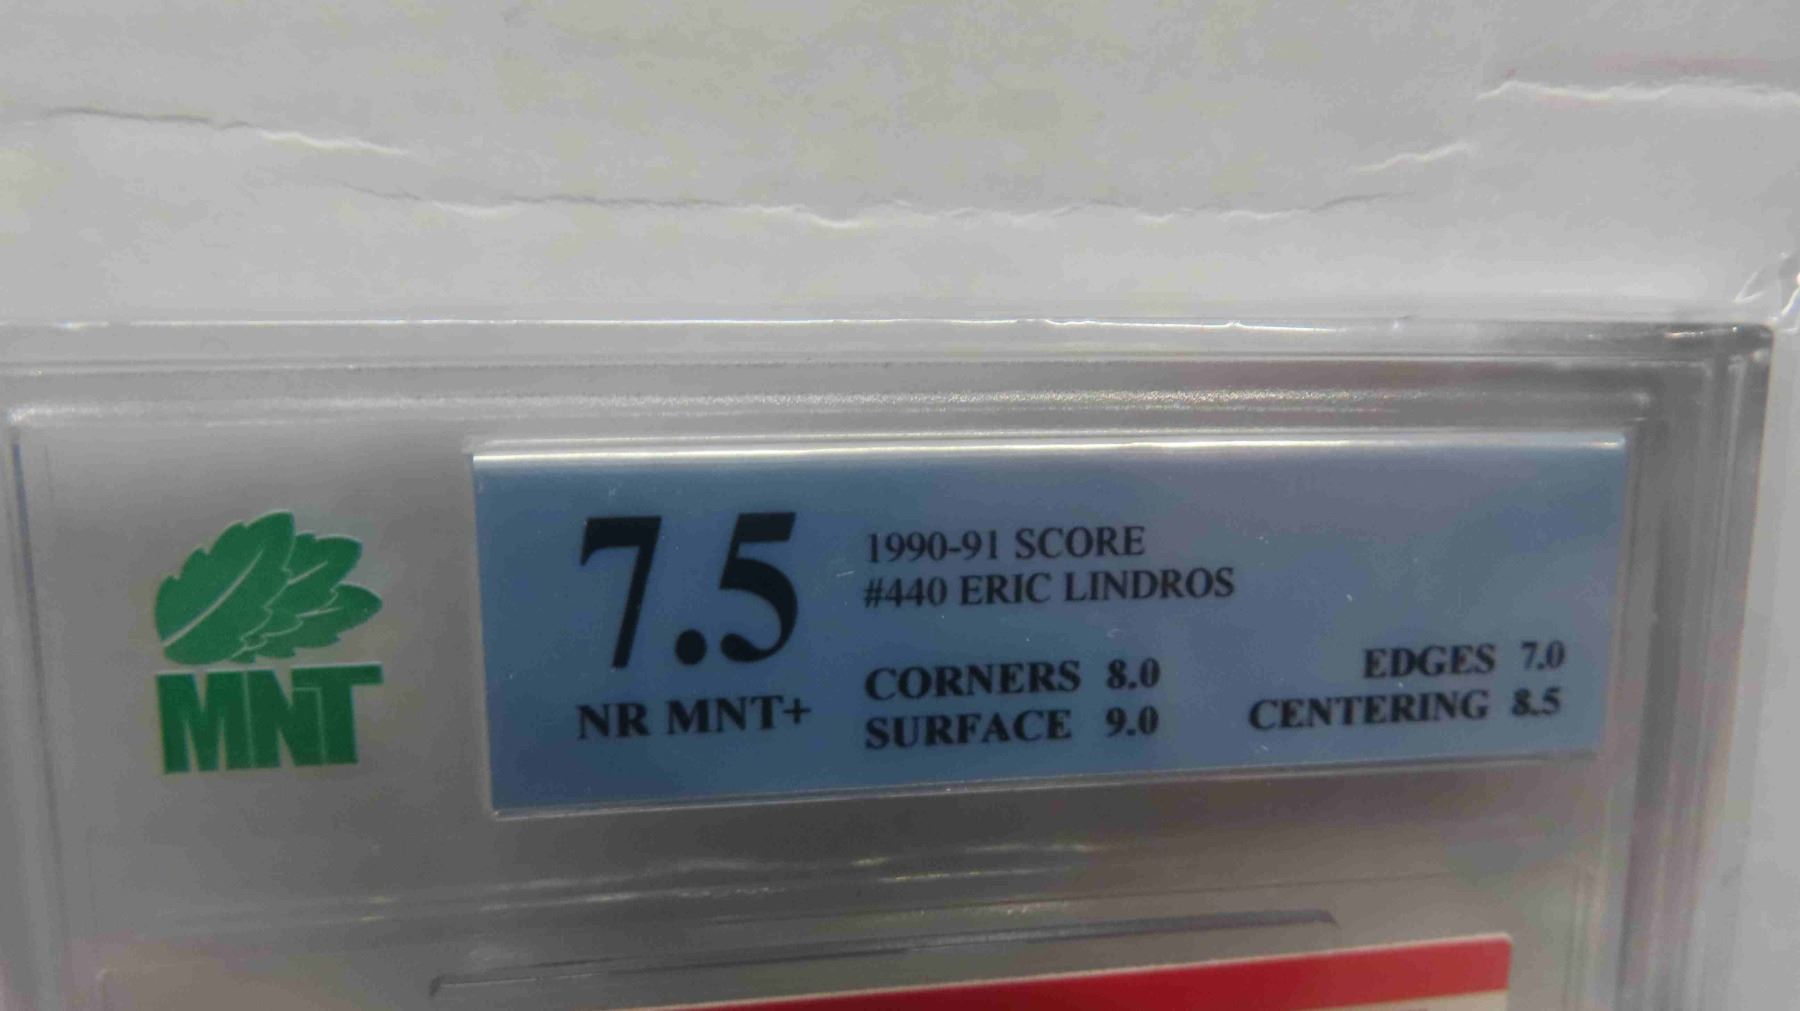 MNT
7.5
NR MNT+
1990-91 SCORE
#440 ERIC LINDROS
CORNERS 8.0
SURFACE 9.0
EDGES 7.0
CENTERING 8.5